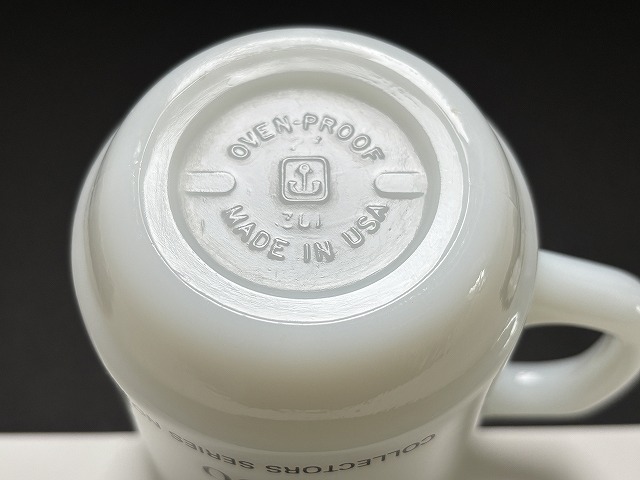 OVEN-PROOF
MADE IN USA
COLLECTORS SERIES